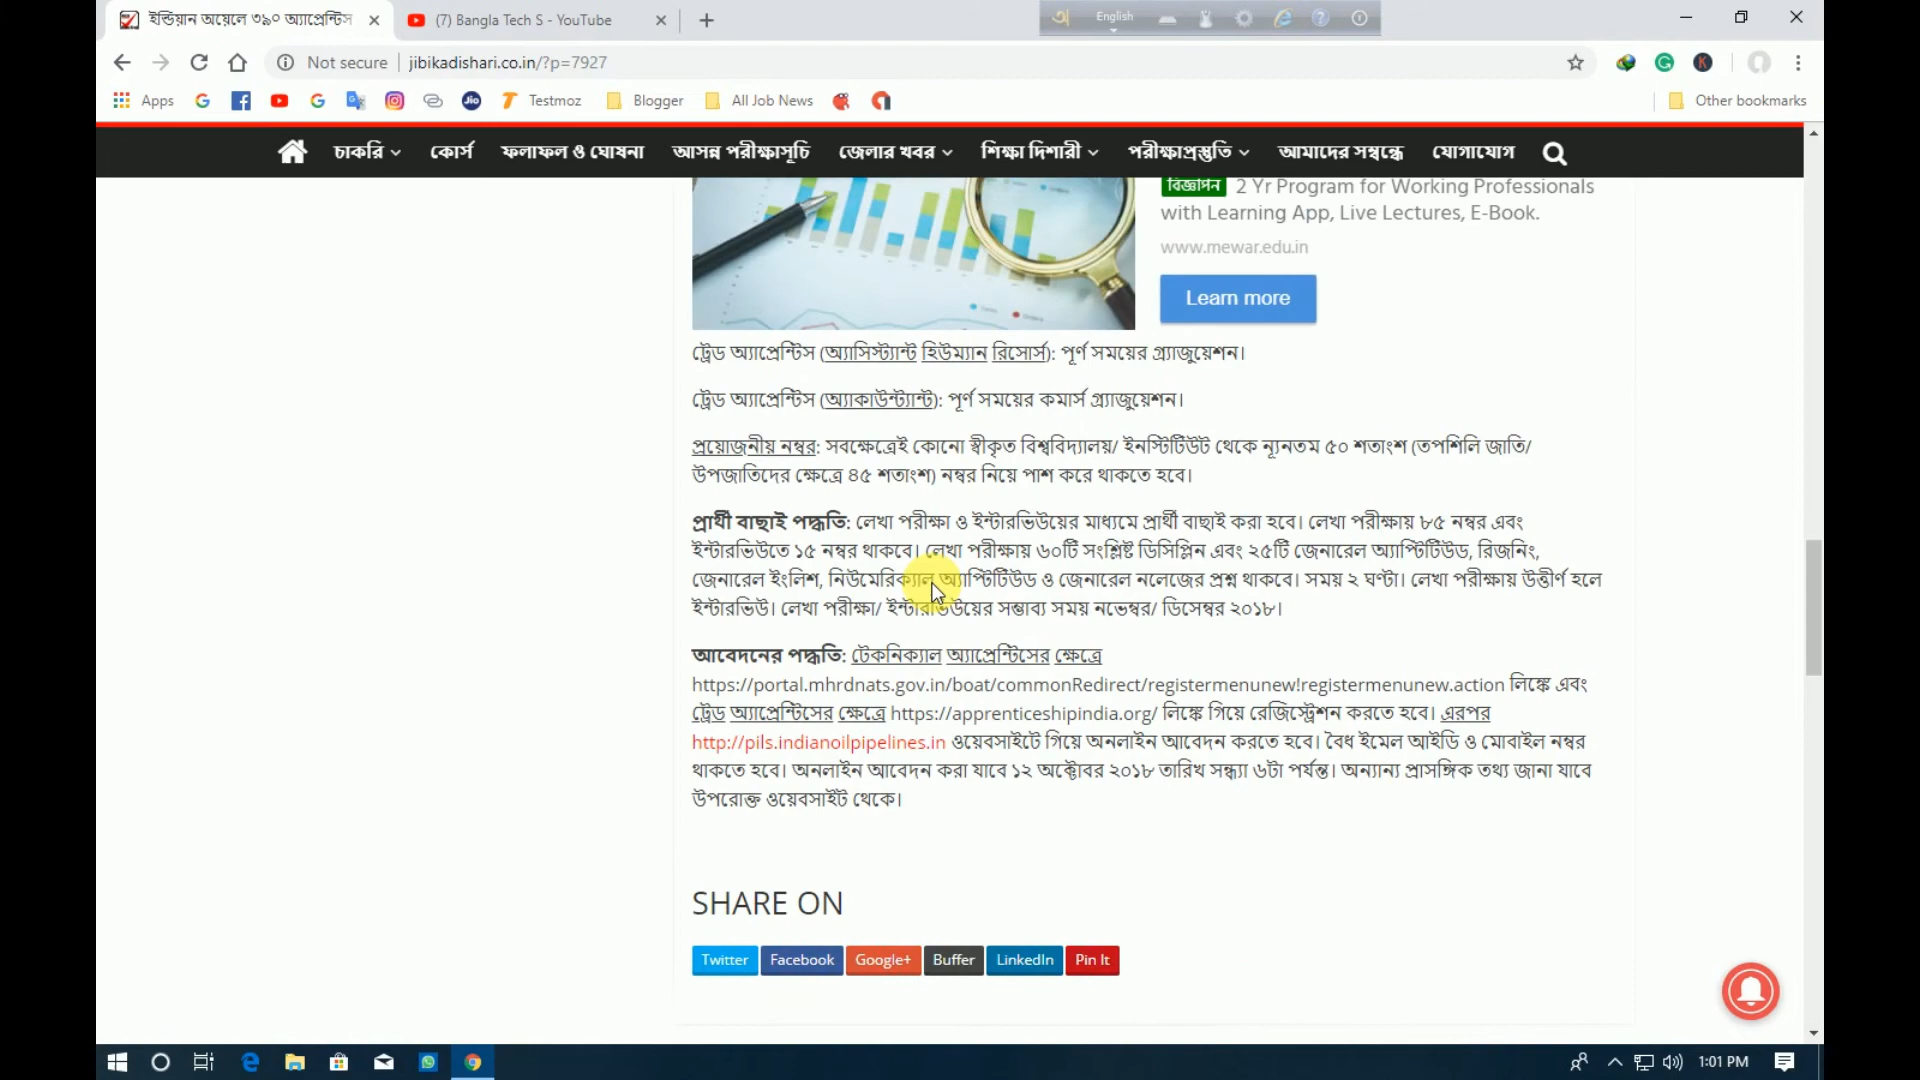 ইন্ডিয়ান অয়েলে ৩৯০ অ্যাপ্রেন্টিস
(7) Bangla Tech S - YouTube
English
Not secure
jibikadishari.co.in/?p=7927
Apps
Jio
Testmoz
Blogger
All Job News
Other bookmarks
চাকরি
কোর্স
ফলাফল ও ঘোষনা
আসন্ন পরীক্ষাসূচি
জেলার খবর
শিক্ষা দিশারী
পরীক্ষাপ্রস্তুতি
আমাদের সম্বন্ধে
যোগাযোগ
বিজ্ঞাপন 2 Yr Program for Working Professionals
with Learning App, Live Lectures, E-Book.
www.mewar.edu.in
Learn more
ট্রেড অ্যাপ্রেন্টিস (অ্যাসিস্ট্যান্ট হিউম্যান রিসোর্স): পূর্ণ সময়ের গ্র্যাজুয়েশন।
ট্রেড অ্যাপ্রেন্টিস (অ্যাকাউন্ট্যান্ট): পূর্ণ সময়ের কমার্স গ্র্যাজুয়েশন।
প্রয়োজনীয় নম্বর: সবক্ষেত্রেই কোনো স্বীকৃত বিশ্ববিদ্যালয়/ ইনস্টিটিউট থেকে ন্যূনতম ৫০ শতাংশ (তপশিলি জাতি/
উপজাতিদের ক্ষেত্রে ৪৫ শতাংশ) নম্বর নিয়ে পাশ করে থাকতে হবে।
প্রার্থী বাছাই পদ্ধতি: লেখা পরীক্ষা ও ইন্টারভিউয়ের মাধ্যমে প্রার্থী বাছাই করা হবে। লেখা পরীক্ষায় ৮৫ নম্বর এবং
ইন্টারভিউতে ১৫ নম্বর থাকবে। লেখা পরীক্ষায় ৬০টি সংশ্লিষ্ট ডিসিপ্লিন এবং ২৫টি জেনারেল অ্যাপ্টিটিউড, রিজনিং,
জেনারেল ইংলিশ, নিউমেরিক্যাল অ্যাপ্টিটিউড ও জেনারেল নলেজের প্রশ্ন থাকবে। সময় ২ ঘণ্টা। লেখা পরীক্ষায় উত্তীর্ণ হলে
ইন্টারভিউ। লেখা পরীক্ষা/ ইন্টারভিউয়ের সম্ভাব্য সময় নভেম্বর/ ডিসেম্বর ২০১৮।
আবেদনের পদ্ধতি: টেকনিক্যাল অ্যাপ্রেন্টিসের ক্ষেত্রে
https://portal.mhrdnats.gov.in/boat/commonRedirect/registermenunew!registermenunew.action লিঙ্কে এবং
ট্রেড অ্যাপ্রেন্টিসের ক্ষেত্রে https://apprenticeshipindia.org/ লিঙ্কে গিয়ে রেজিস্ট্রেশন করতে হবে। এরপর
http://pils.indianoilpipelines.in ওয়েবসাইটে গিয়ে অনলাইন আবেদন করতে হবে। বৈধ ইমেল আইডি ও মোবাইল নম্বর
থাকতে হবে। অনলাইন আবেদন করা যাবে ১২ অক্টোবর ২০১৮ তারিখ সন্ধ্যা ৬টা পর্যন্ত। অন্যান্য প্রাসঙ্গিক তথ্য জানা যাবে
উপরোক্ত ওয়েবসাইট থেকে।
SHARE ON
Twitter
Facebook
Google+
Buffer
LinkedIn
Pin It
1:01 PM